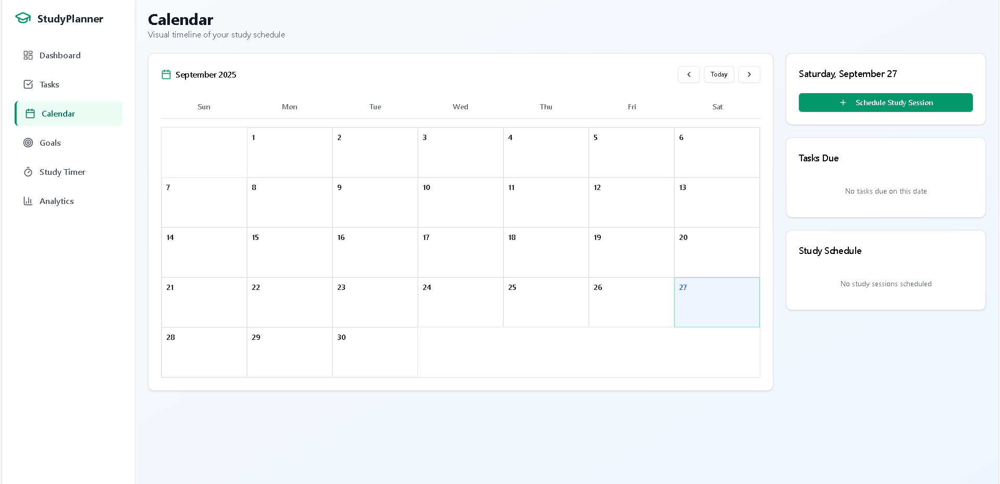 StudyPlanner
Dashboard
Tasks
Calendar
Goals
Study Timer
Analytics
Calendar
Visual timeline of your study schedule
September 2025
Today
Sun Mon Tue Wed Thu Fri Sat
1 2 3 4 5 6
7 8 9 10 11 12 13
14 15 16 17 18 19 20
21 22 23 24 25 26 27
28 29 30
Saturday, September 27
+ Schedule Study Session
Tasks Due
No tasks due on this date
Study Schedule
No study sessions scheduled